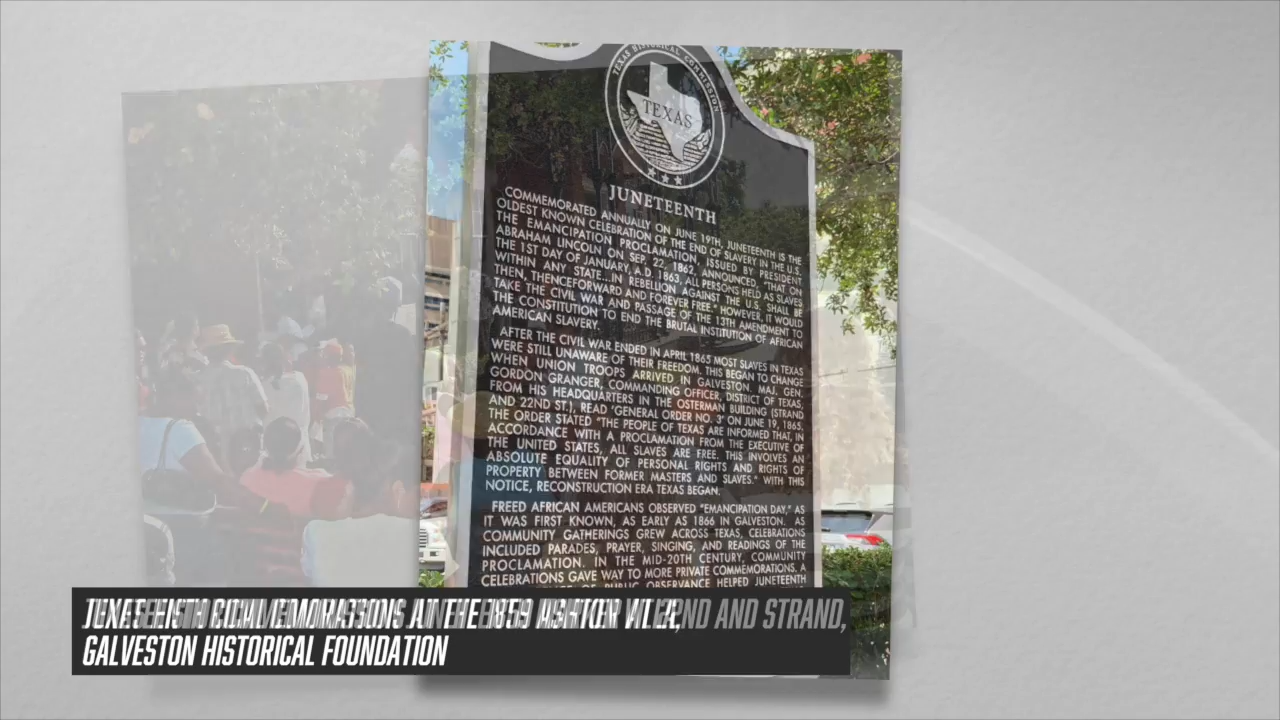 TEXAS HISTORICAL COMMISSION
TEXAS
JUNETEENTH
COMMEMORATED ANNUALLY ON JUNE 19TH, JUNETEENTH IS THE
OLDEST KNOWN CELEBRATION OF THE END OF SLAVERY IN THE U.S.
THE EMANCIPATION PROCLAMATION, ISSUED BY PRESIDENT
ABRAHAM LINCOLN ON SEP. 22, 1862, ANNOUNCED, "THAT ON
THE 1ST DAY OF JANUARY, A.D. 1863, ALL PERSONS HELD AS SLAVES
WITHIN ANY STATE...IN REBELLION AGAINST THE U.S. SHALL BE
THEN, THENCEFORWARD AND FOREVER FREE." HOWEVER, IT WOULD
TAKE THE CIVIL WAR AND PASSAGE OF THE 13TH AMENDMENT TO
THE CONSTITUTION TO END THE BRUTAL INSTITUTION OF AFRICAN
AMERICAN SLAVERY.
AFTER THE CIVIL WAR ENDED IN APRIL 1865 MOST SLAVES IN TEXAS
WERE STILL UNAWARE OF THEIR FREEDOM. THIS BEGAN TO CHANGE
WHEN UNION TROOPS ARRIVED IN GALVESTON. MAJ. GEN.
GORDON GRANGER, COMMANDING OFFICER, DISTRICT OF TEXAS,
FROM HIS HEADQUARTERS IN THE OSTERMAN BUILDING (STRAND
AND 22ND ST.), READ "GENERAL ORDER NO. 3" ON JUNE 19, 1865.
THE ORDER STATED "THE PEOPLE OF TEXAS ARE INFORMED THAT, IN
ACCORDANCE WITH A PROCLAMATION FROM THE EXECUTIVE OF
THE UNITED STATES, ALL SLAVES ARE FREE. THIS INVOLVES AN
ABSOLUTE EQUALITY OF PERSONAL RIGHTS AND RIGHTS OF
PROPERTY BETWEEN FORMER MASTERS AND SLAVES." WITH THIS
NOTICE, RECONSTRUCTION ERA TEXAS BEGAN.
FREED AFRICAN AMERICANS OBSERVED "EMANCIPATION DAY," AS
IT WAS FIRST KNOWN, AS EARLY AS 1866 IN GALVESTON. AS
COMMUNITY GATHERINGS GREW ACROSS TEXAS, CELEBRATIONS
INCLUDED PARADES, PRAYER, SINGING, AND READINGS OF THE
PROCLAMATION. IN THE MID-20TH CENTURY, COMMUNITY
CELEBRATIONS GAVE WAY TO MORE PRIVATE COMMEMORATIONS. A
OF PUBLIC OBSERVANCE HELPED JUNETEENTH
AT THE 1859 AND STRAND,
GALVESTON HISTORICAL FOUNDATION